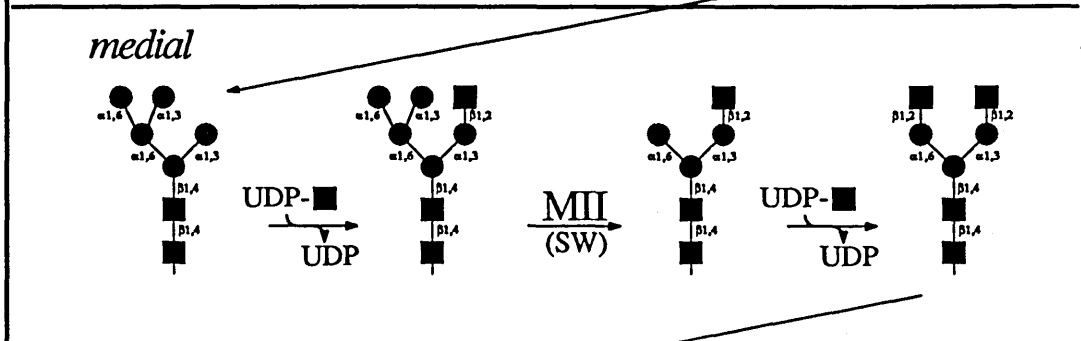 medial
α1,6 α1,3
α1,6 α1,3
β1,4
β1,4
UDP-
UDP
α1,6 α1,3 β1,2
α1,6 α1,3
β1,4
β1,4
MII
(SW)
β1,2
α1,6 α1,3
β1,4
β1,4
UDP-
UDP
β1,2 β1,2
α1,6 α1,3
β1,4
β1,4